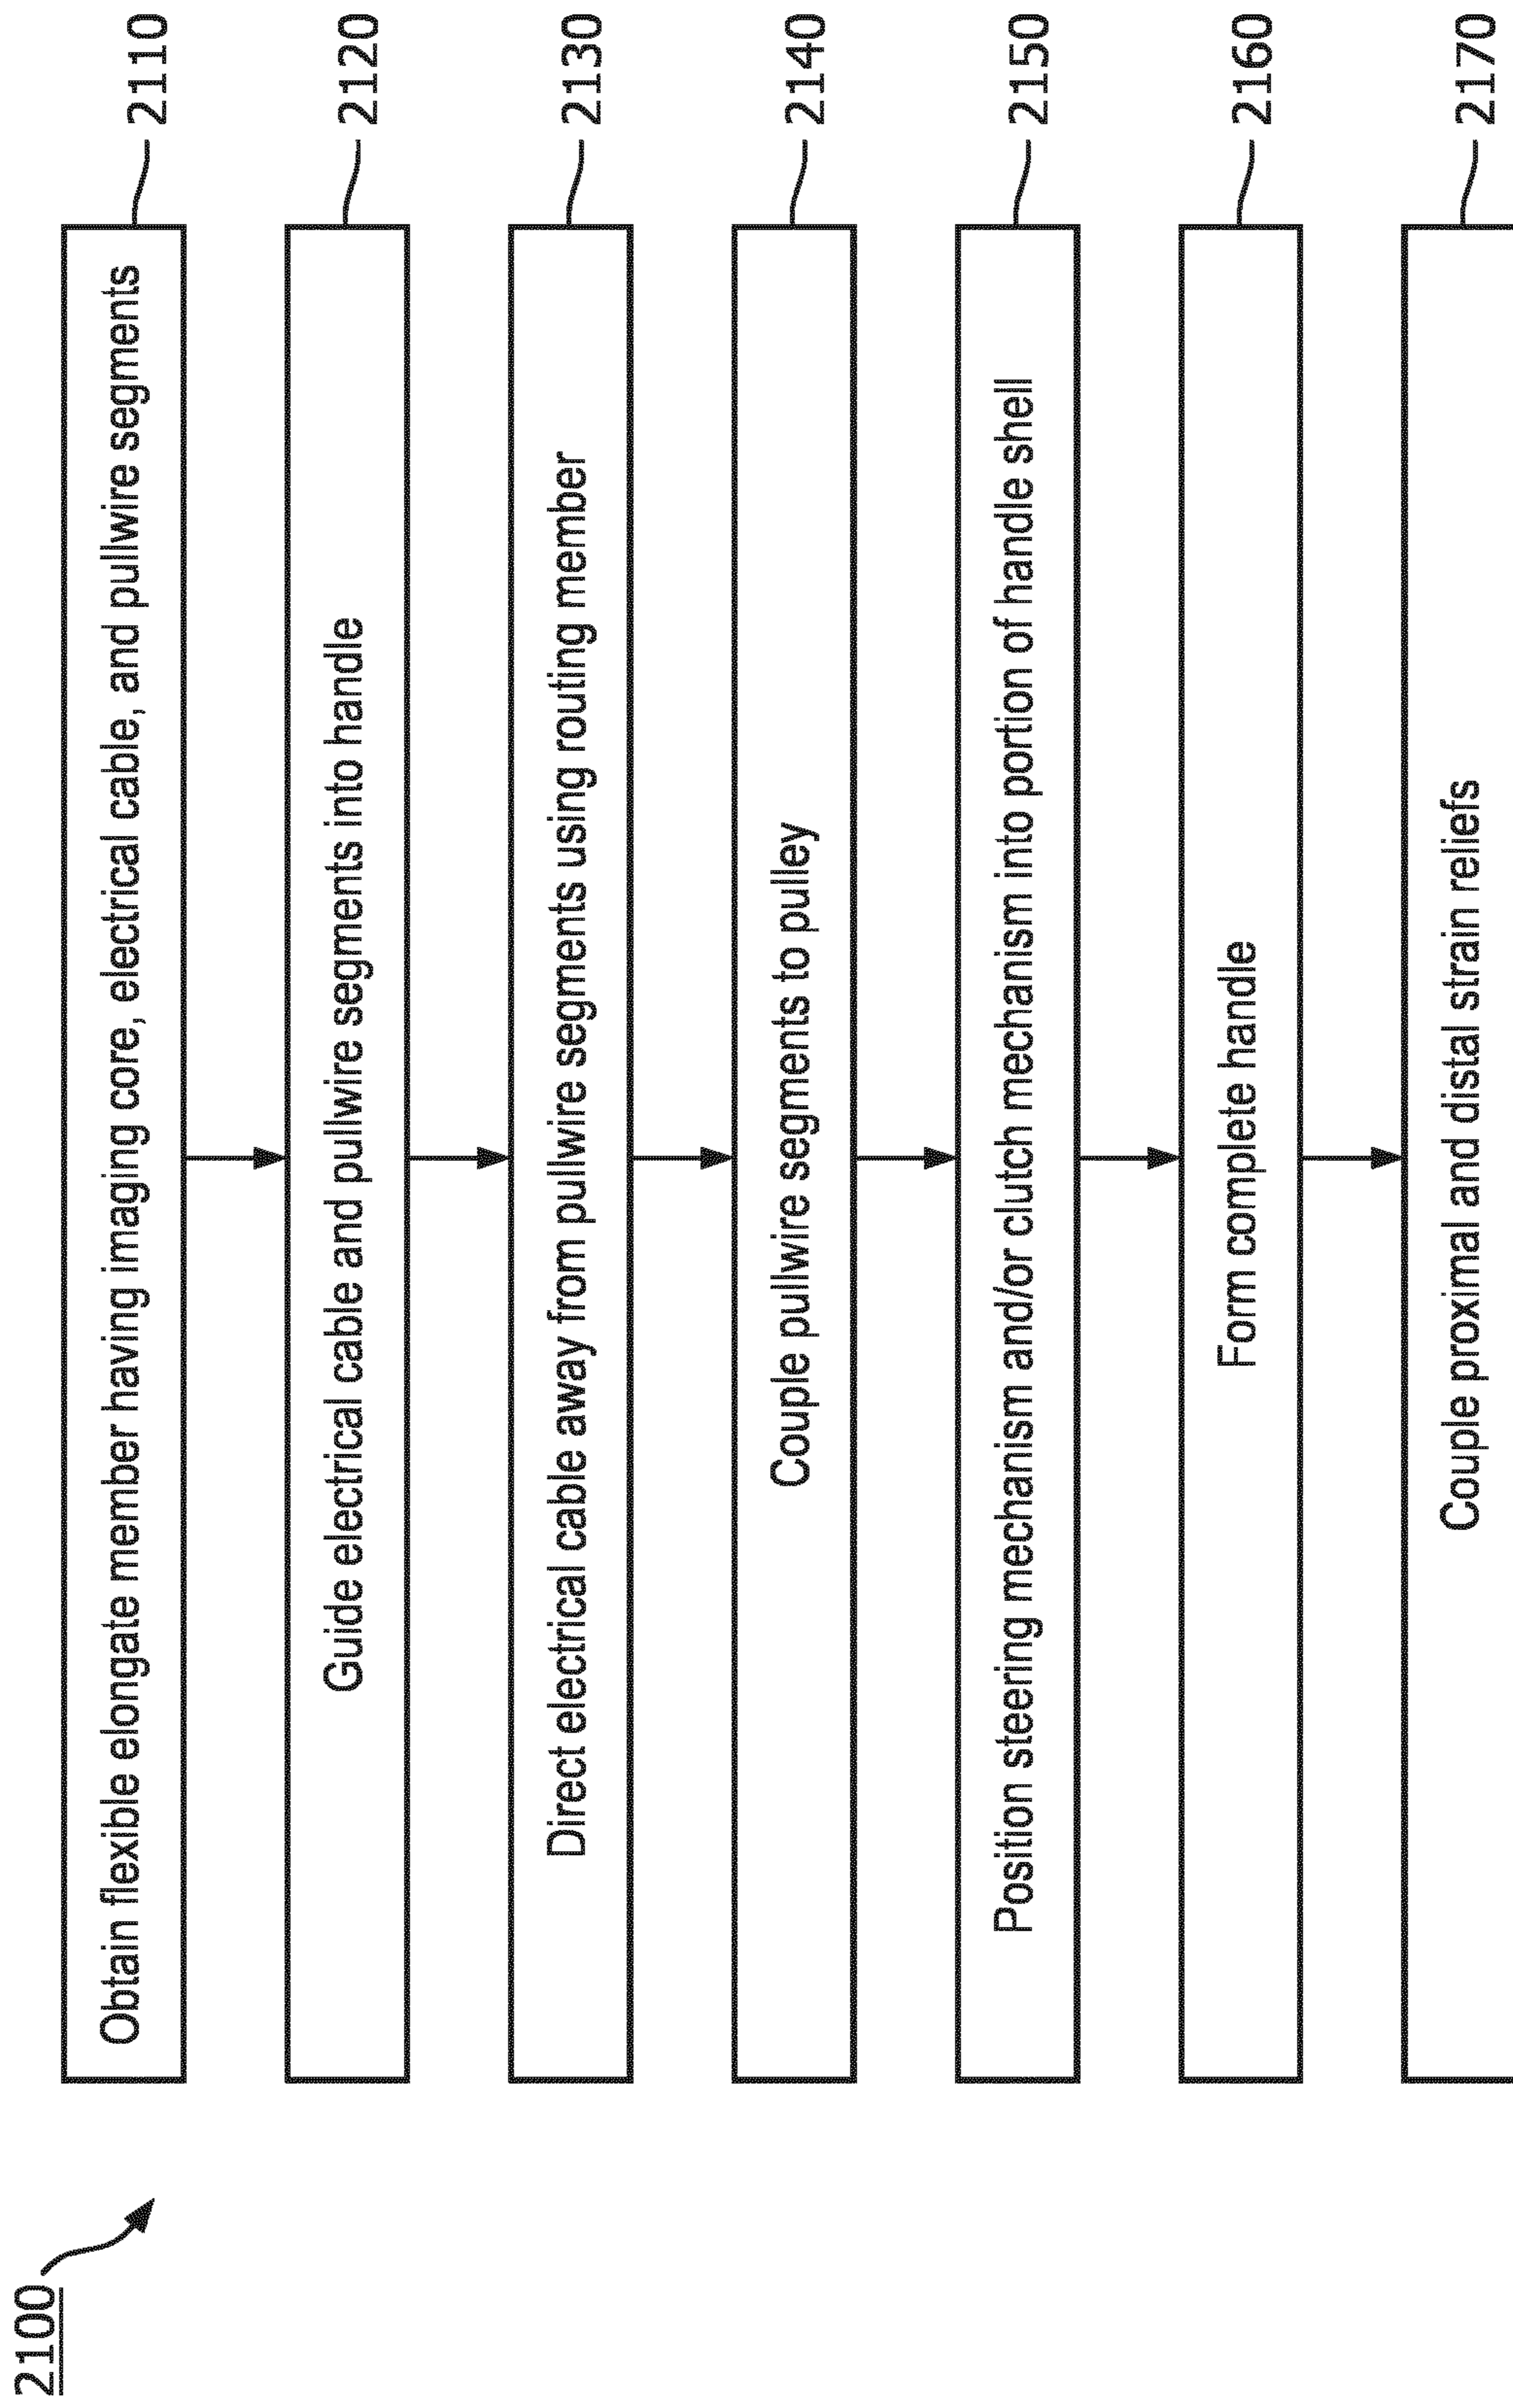 2100
Obtain flexible elongate member having imaging core, electrical cable, and pullwire segments
2110
Guide electrical cable and pullwire segments into handle
2120
Direct electrical cable away from pullwire segments using routing member
2130
Couple pullwire segments to pulley
2140
Position steering mechanism and/or clutch mechanism into portion of handle shell
2150
Form complete handle
2160
Couple proximal and distal strain reliefs
2170